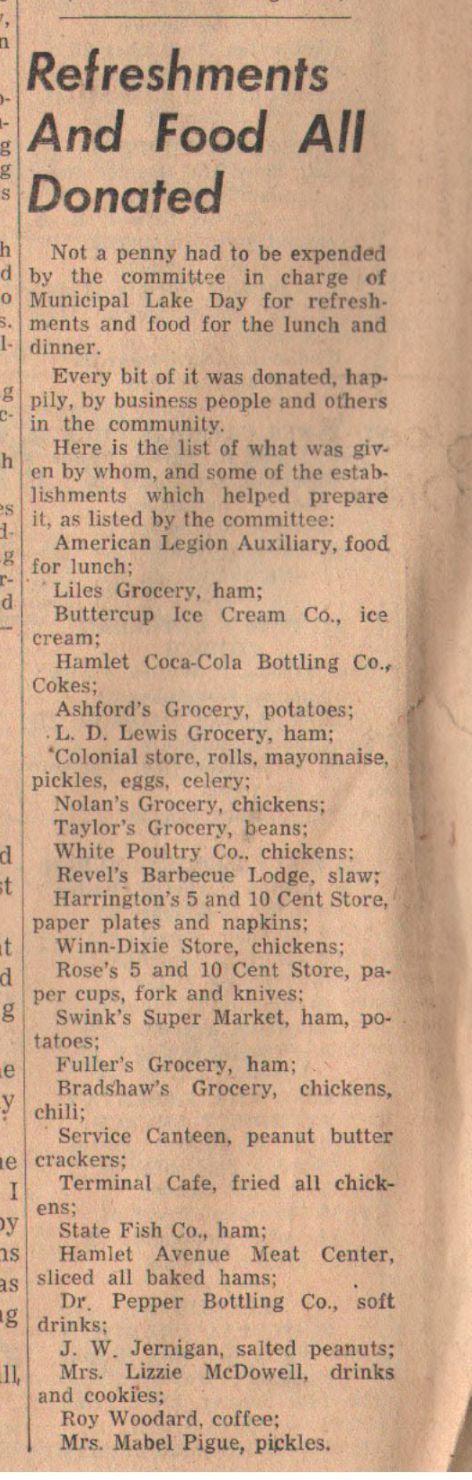 Refreshments
And Food All
Donated
Not a penny had to be expended
by the committee in charge of
Municipal Lake Day for refresh-
ments and food for the lunch and
dinner.
Every bit of it was donated, hap-
pily, by business people and others
in the community.
Here is the list of what was giv-
en by whom, and some of the estab-
lishments which helped prepare
it, as listed by the committee:
American Legion Auxiliary, food
for lunch;
Liles Grocery, ham;
Buttercup Ice Cream Co., ice
cream;
Hamlet Coca-Cola Bottling Co.,
Cokes;
Ashford's Grocery, potatoes;
L. D. Lewis Grocery, ham;
Colonial store, rolls, mayonnaise,
pickles, eggs, celery;
Nolan's Grocery, chickens;
Taylor's Grocery, beans;
White Poultry Co., chickens;
Revel's Barbecue Lodge, slaw;
Harrington's 5 and 10 Cent Store,
paper plates and napkins;
Winn-Dixie Store, chickens;
Rose's 5 and 10 Cent Store, pa-
per cups, fork and knives;
Swink's Super Market, ham, po-
tatoes;
Fuller's Grocery, ham;
Bradshaw's Grocery, chickens,
chili;
Service Canteen, peanut butter
crackers;
Terminal Cafe, fried all chick-
ens;
State Fish Co., ham;
Hamlet Avenue Meat Center,
sliced all baked hams;
Dr. Pepper Bottling Co., soft
drinks;
J. W. Jernigan, salted peanuts;
Mrs. Lizzie McDowell, drinks
and cookies;
Roy Woodard, coffee;
Mrs. Mabel Pigue, pickles.